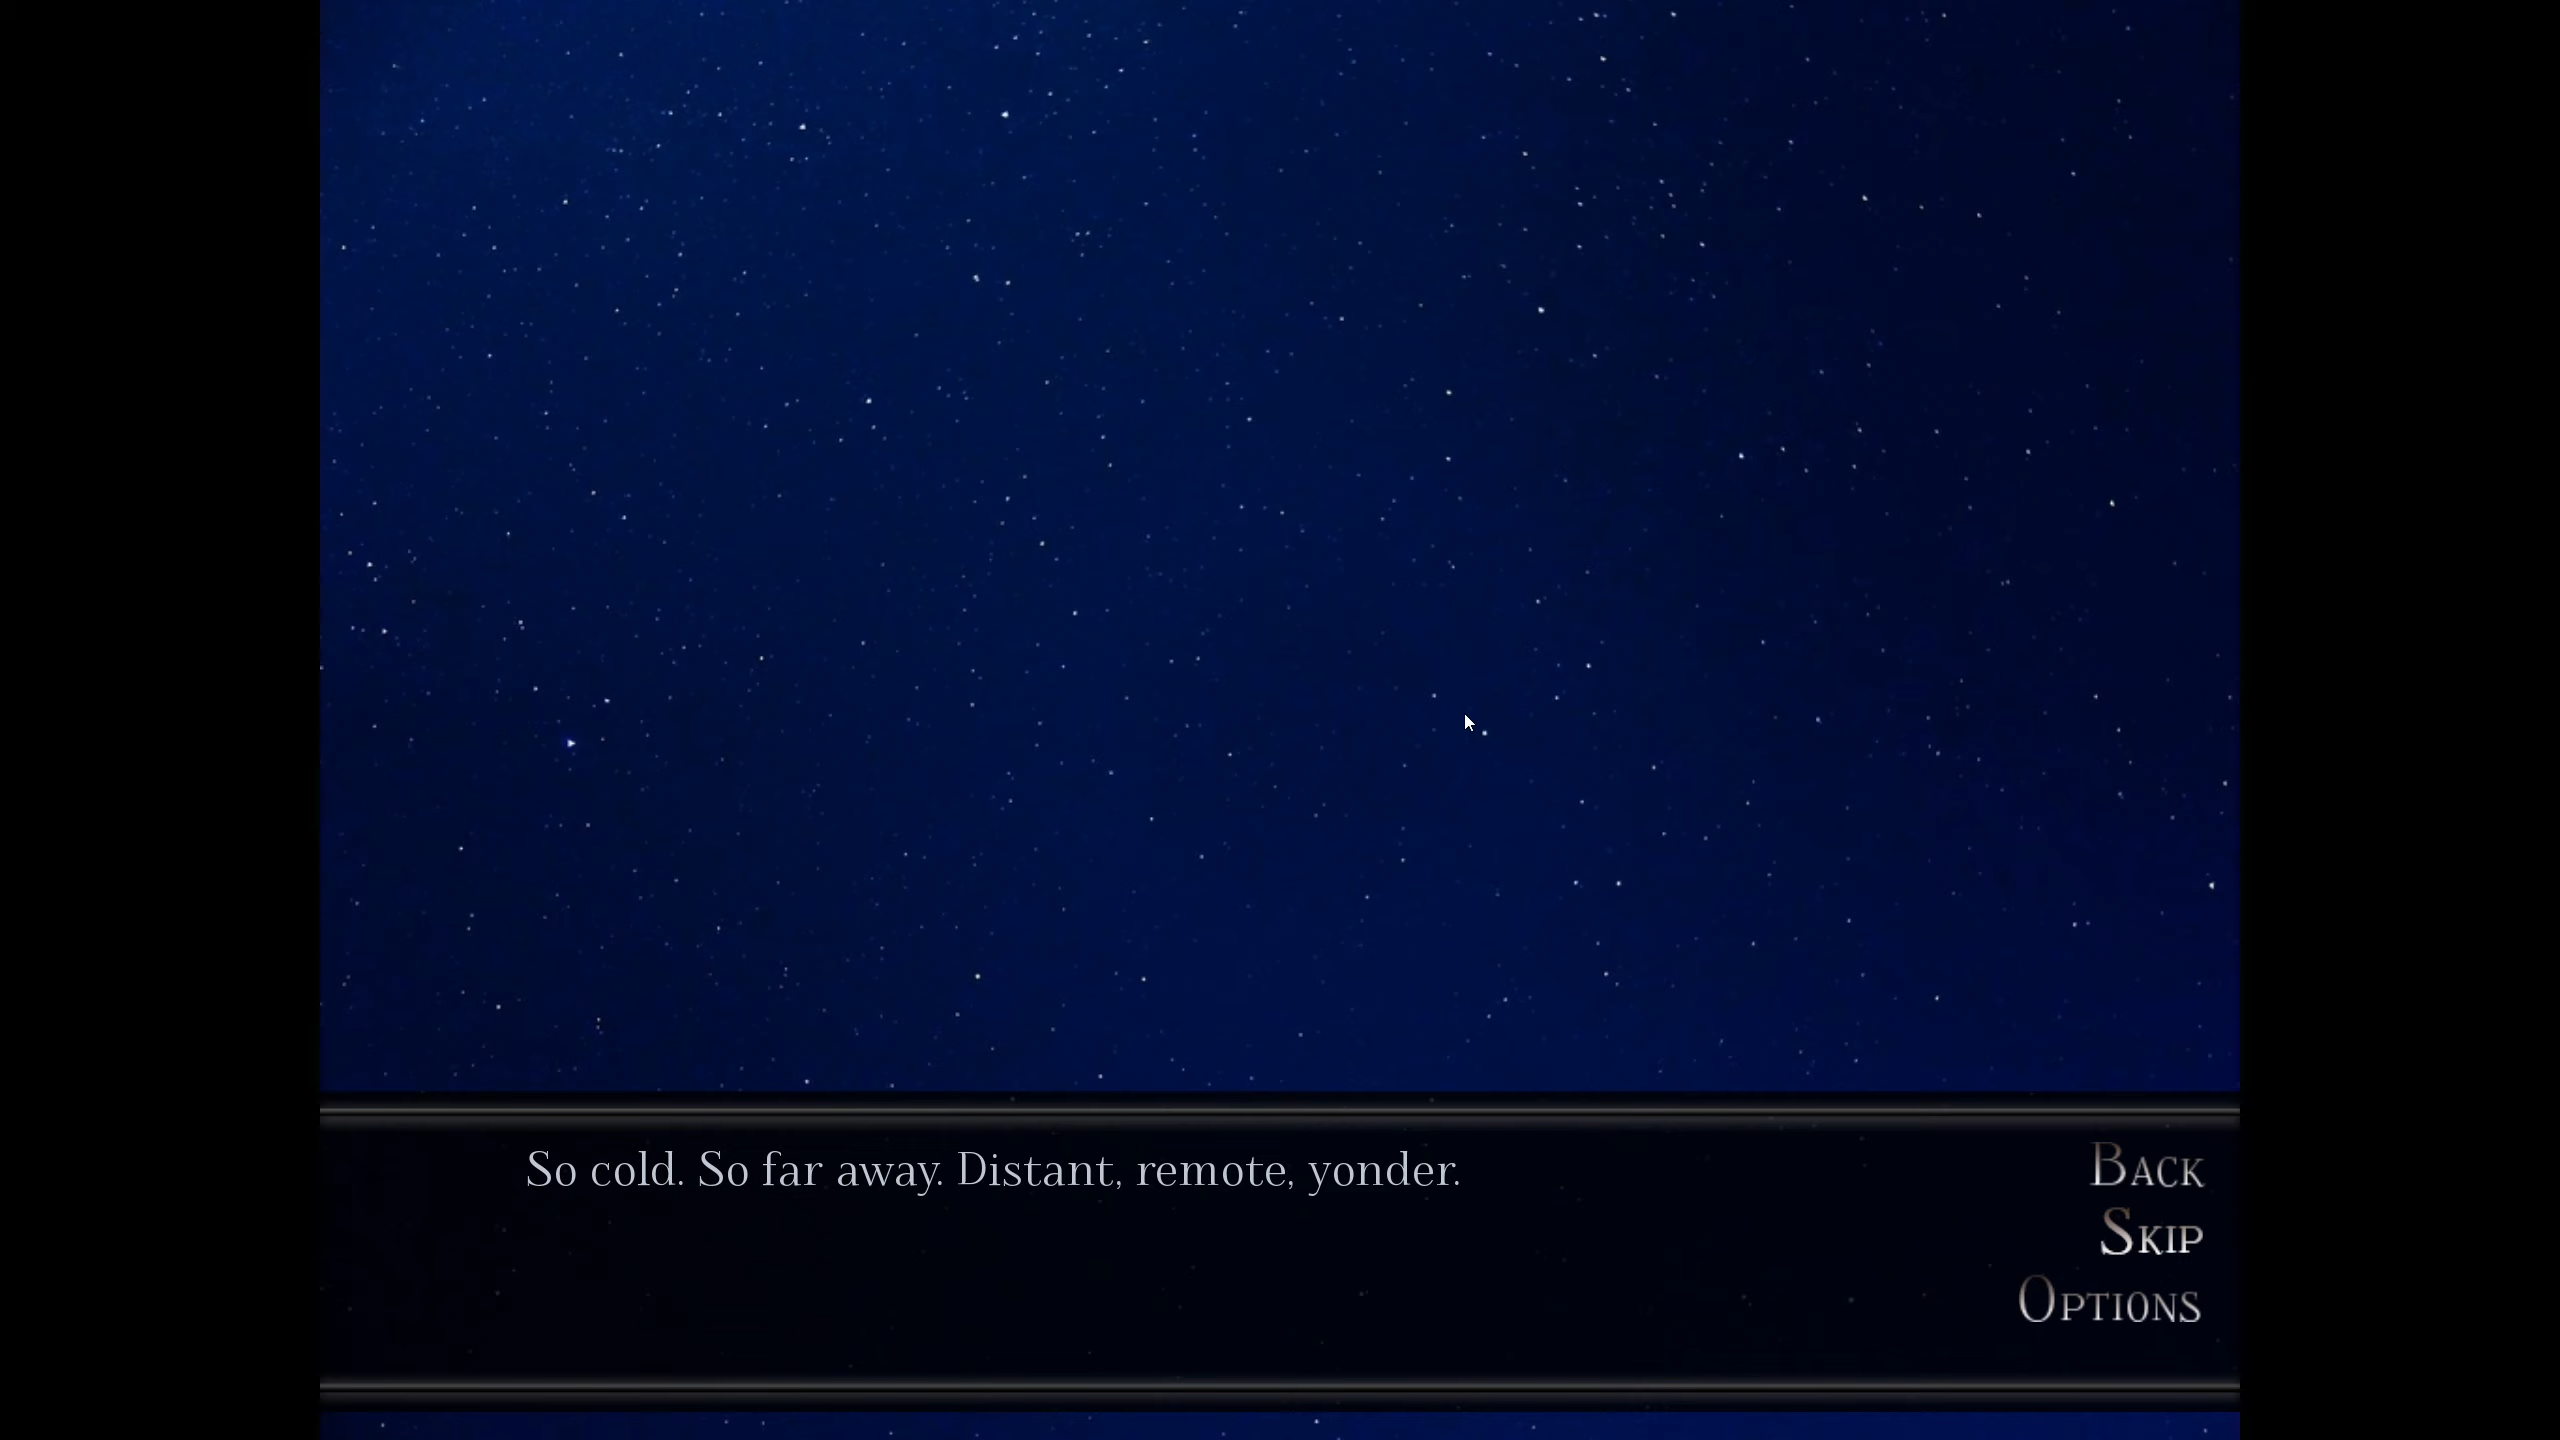 So cold. So far away. Distant, remote, yonder.
Back
Skip
Options